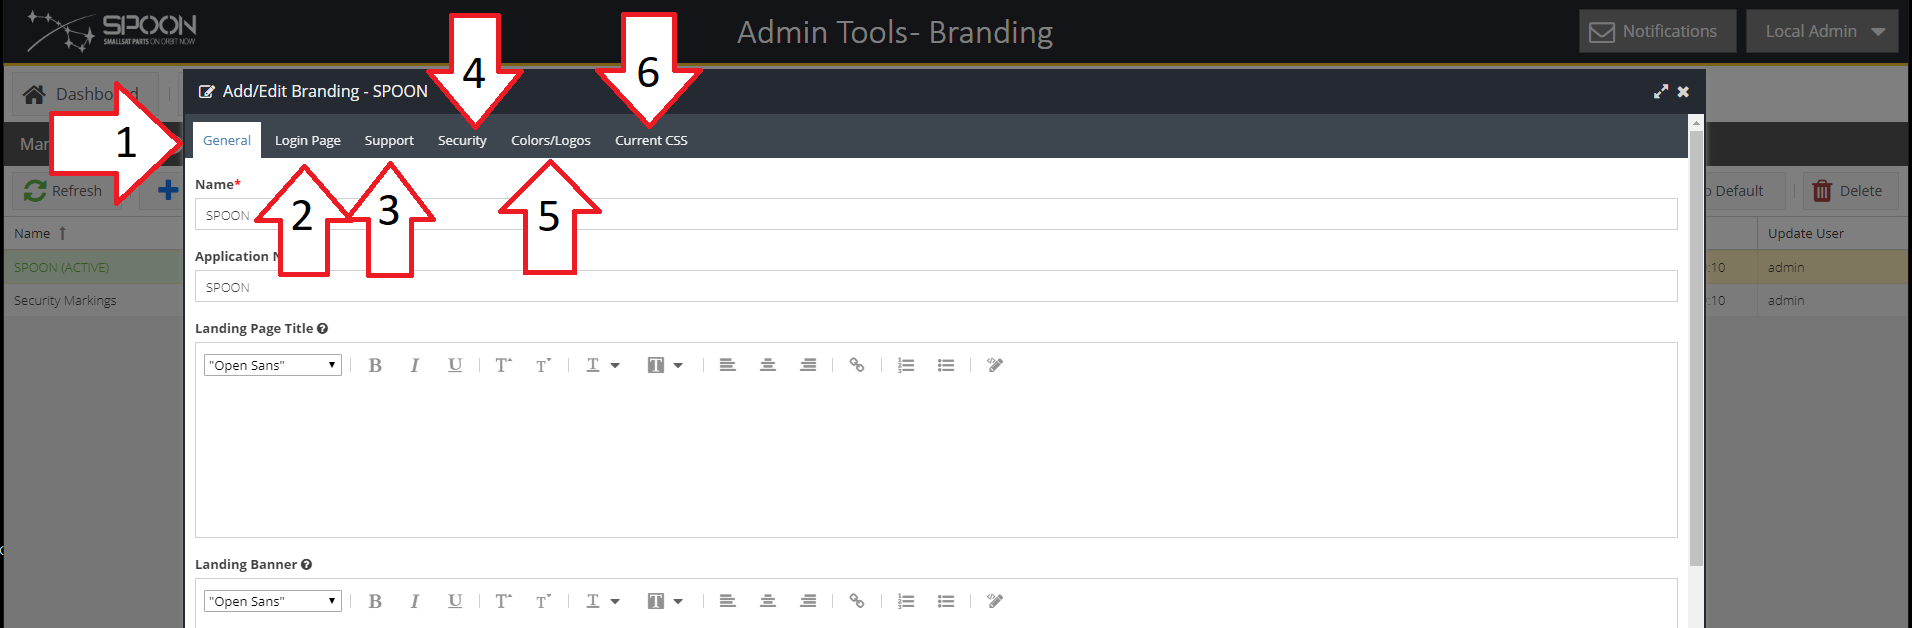 SPOON
SMALLSAT PARTS ON ORBIT NOW
Admin Tools- Branding
Notifications
Local Admin
Dashboard
Add/Edit Branding - SPOON
4
6
1
Mar
General
Login Page
Support
Security
Colors/Logos
Current CSS
Refresh
Name*
SPOON
2
3
5
Default
Delete
Name
Update User
Application N
SPOON (ACTIVE)
:10
admin
SPOON
Security Markings
:10
admin
Landing Page Title
"Open Sans"
B I U T T T T
Landing Banner
"Open Sans"
B I U T T T T